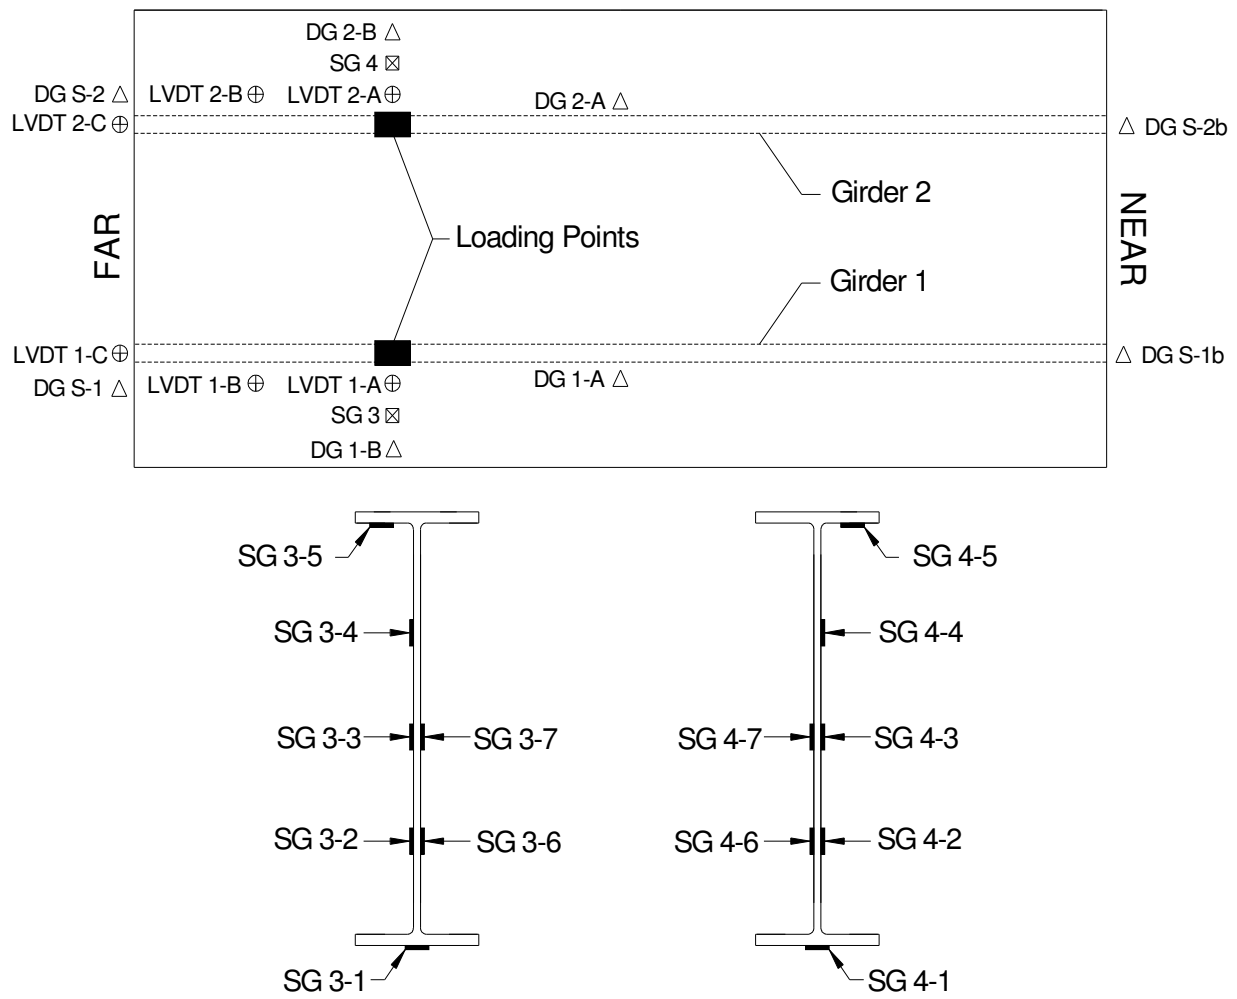 DG 2-B
SG 4
DG S-2
LVDT 2-B
LVDT 2-A
DG 2-A
LVDT 2-C
DG S-2b
Girder 2
FAR
NEAR
Loading Points
Girder 1
LVDT 1-C
DG S-1b
DG S-1
LVDT 1-B
LVDT 1-A
DG 1-A
SG 3
DG 1-B
SG 3-5
SG 4-5
SG 3-4
SG 4-4
SG 3-3
SG 3-7
SG 4-7
SG 4-3
SG 3-2
SG 3-6
SG 4-6
SG 4-2
SG 3-1
SG 4-1